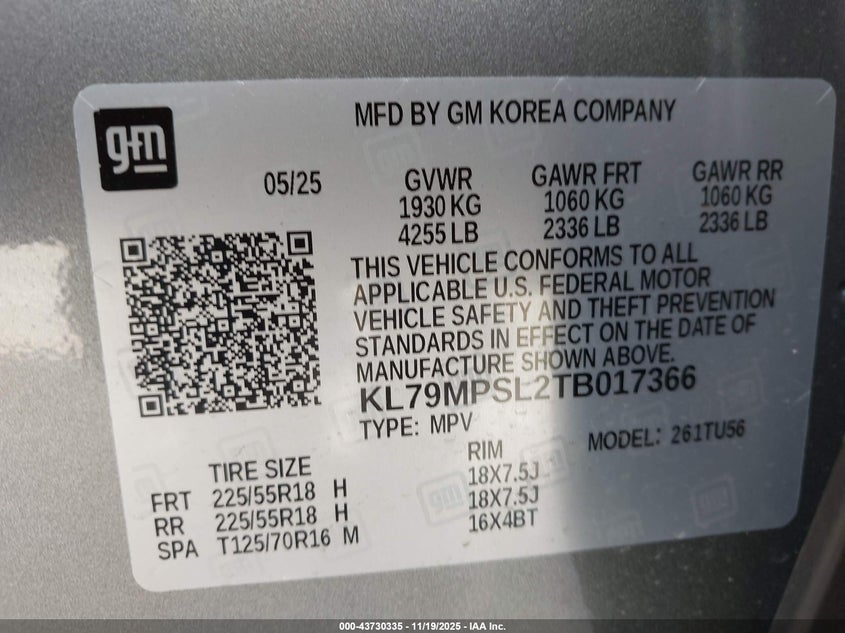 gm
MFD BY GM KOREA COMPANY
05/25
GVWR GAWR FRT GAWR RR
1930 KG 1060 KG 1060 KG
4255 LB 2336 LB 2336 LB
THIS VEHICLE CONFORMS TO ALL
APPLICABLE U.S. FEDERAL MOTOR
VEHICLE SAFETY AND THEFT PREVENTION
STANDARDS IN EFFECT ON THE DATE OF
MANUFACTURE SHOWN ABOVE.
KL79MPSL2TB017366
TYPE: MPV MODEL: 261TU56
TIRE SIZE RIM
FRT 225/55R18 H 18X7.5J
RR 225/55R18 H 18X7.5J
SPA T125/70R16 M 16X4BT
000-43730335 - 11/19/2025 - IAA Inc.